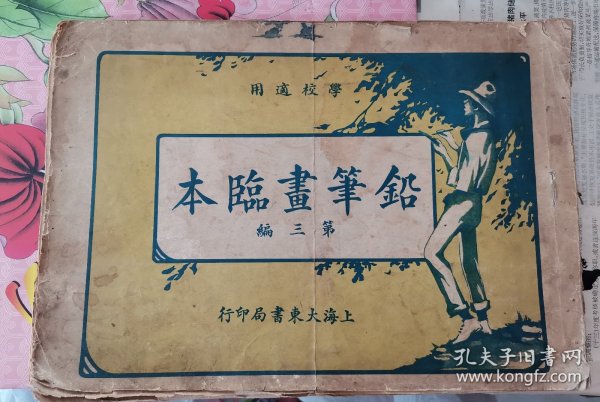 學校適用
鉛筆畫臨本
第三編
上海大東書局印行
孔夫子旧書网
www.kongfz.com